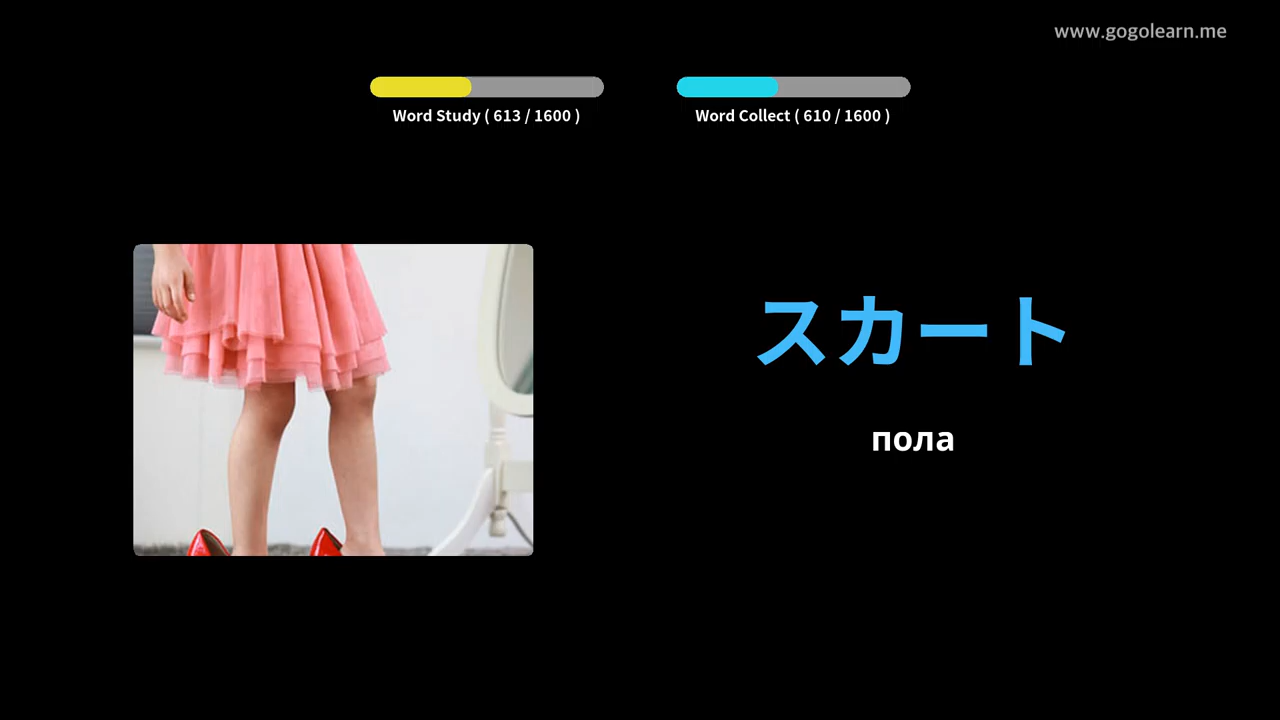 www.gogolearn.me
Word Study ( 613 / 1600 )
Word Collect ( 610 / 1600 )
スカート
пола